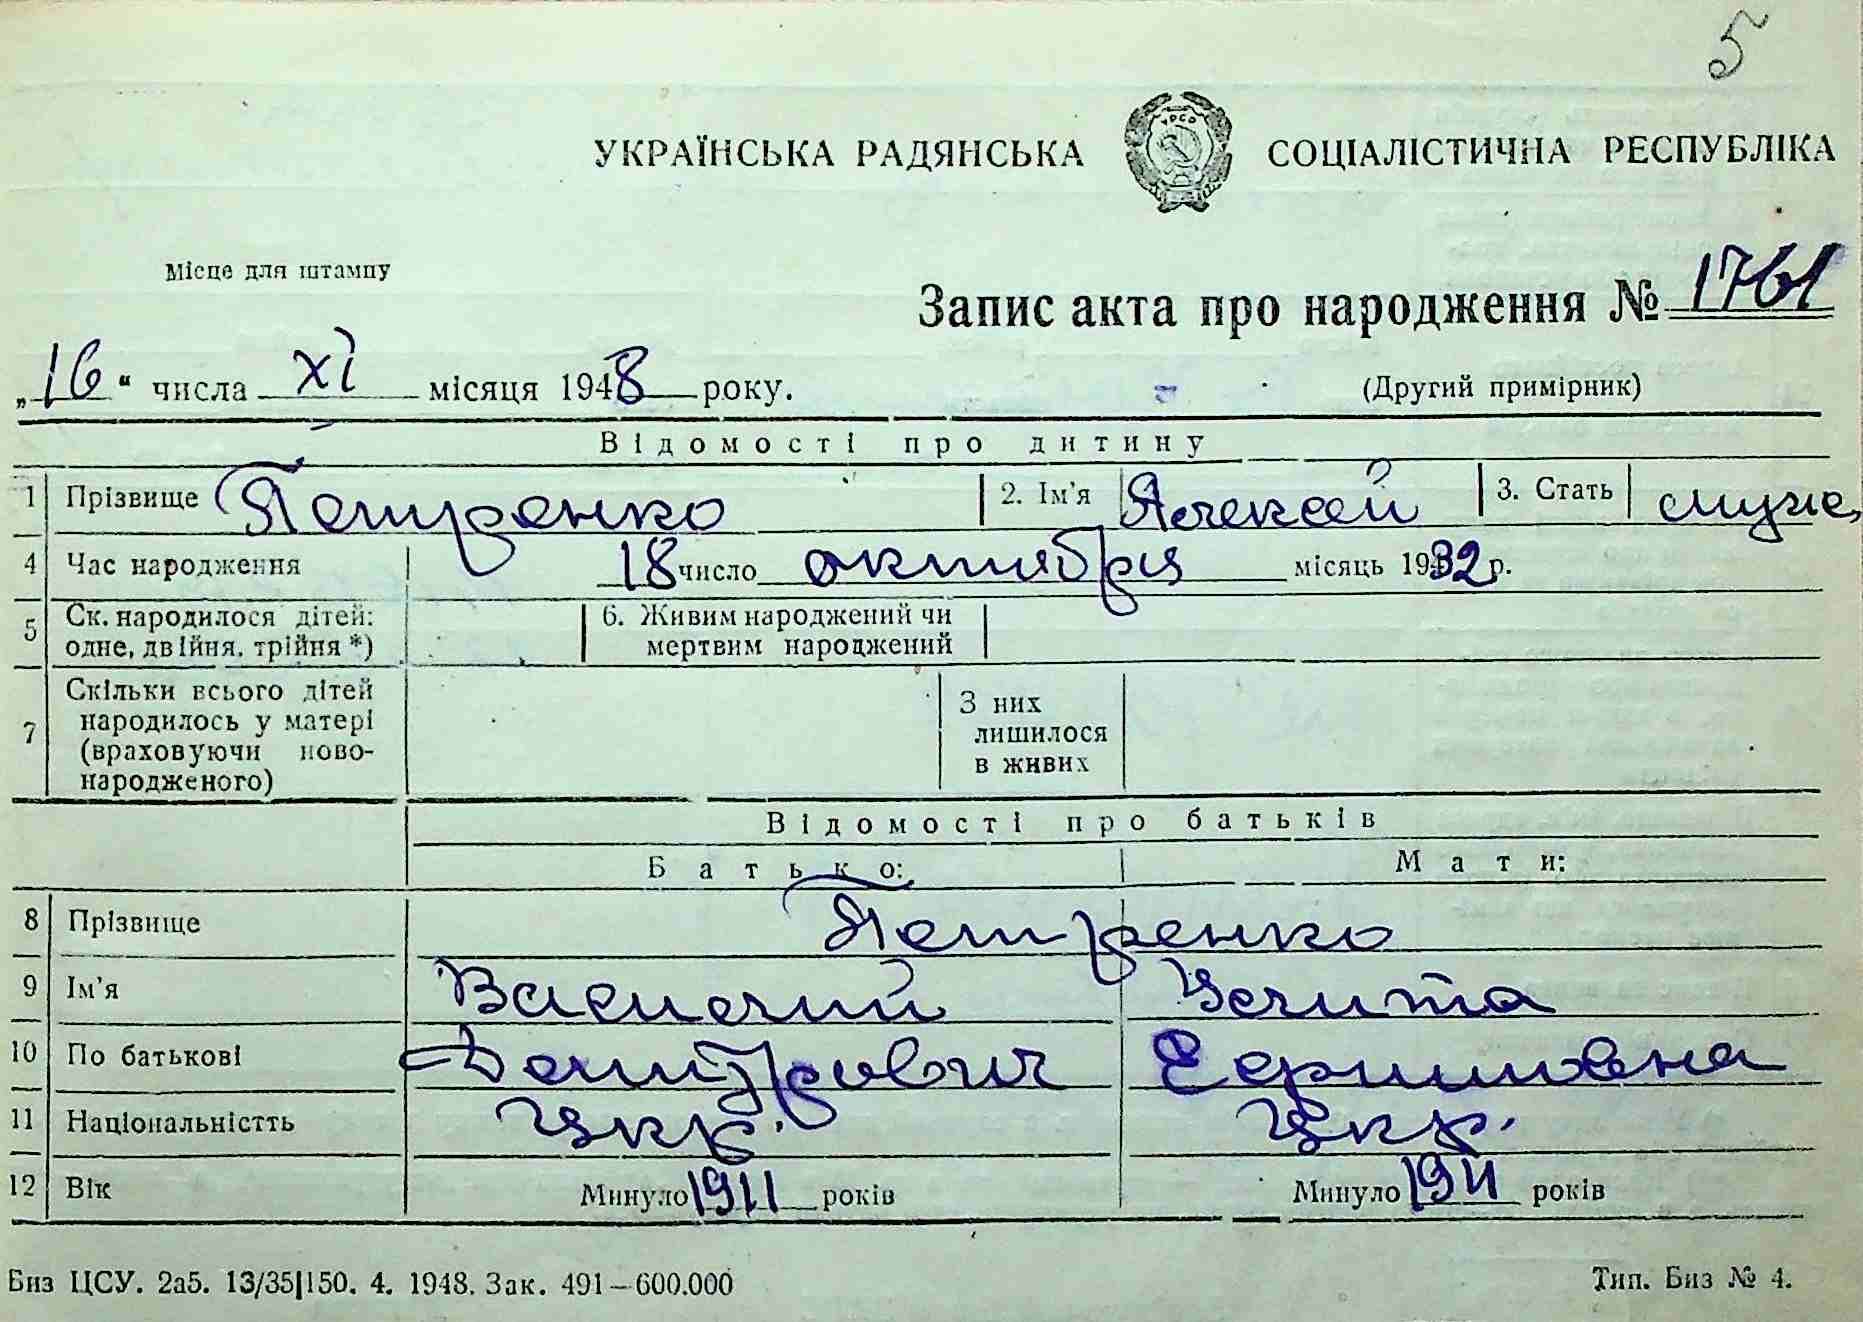 5
УКРАЇНСЬКА РАДЯНСЬКА СОЦІАЛІСТИЧНА РЕСПУБЛІКА
УРСР
Місце для штампу
Запис акта про народження № 1761
„16“ числа XI місяця 1948 року. (Другий примірник)
Відомості про дитину
1 Прізвище Петренко 2. Ім'я Алексей 3. Стать муж,
4 Час народження 18 число октября місяць 1932 р.
5 Ск. народилося дітей: одне, двійня, трійня *) 6. Живим народжений чи мертвим народжений
7 Скільки всього дітей народилось у матері (враховуючи новонародженого) З них лишилося в живих
Відомості про батьків
Батько: Мати:
8 Прізвище Петренко
9 Ім'я Василий Улита
10 По батькові Дмитрович
11 Національністть Укр. Укр.
12 Вік Минуло 1911 років Минуло 1911 років
Биз ЦСУ. 2а5. 13/35|150. 4. 1948. Зак. 491—600.000 Тип. Биз № 4.